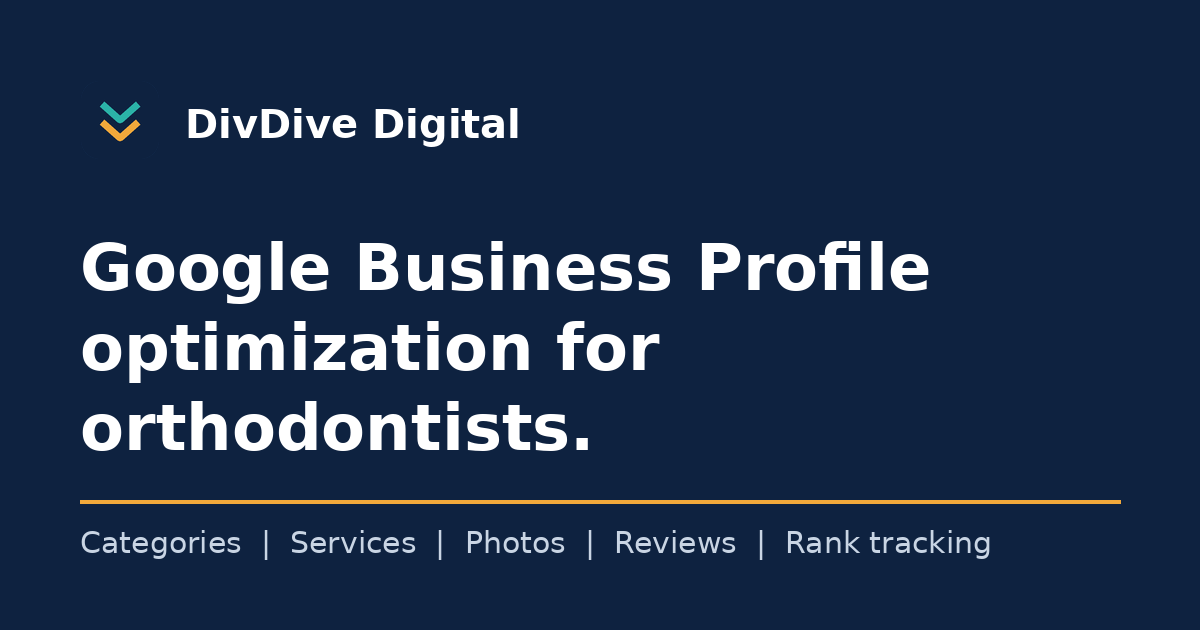 DivDive Digital
Google Business Profile
optimization for
orthodontists.
Categories | Services | Photos | Reviews | Rank tracking